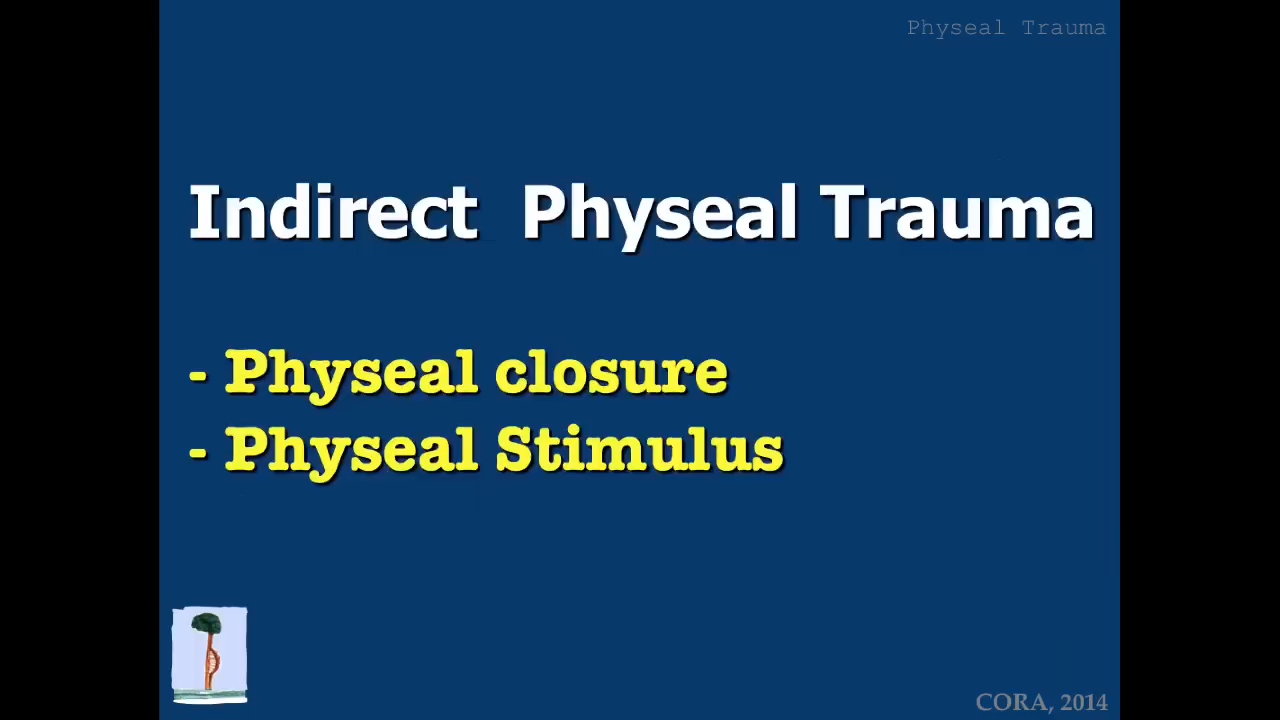 Physeal Trauma
Indirect Physeal Trauma
- Physeal closure
- Physeal Stimulus
CORA, 2014